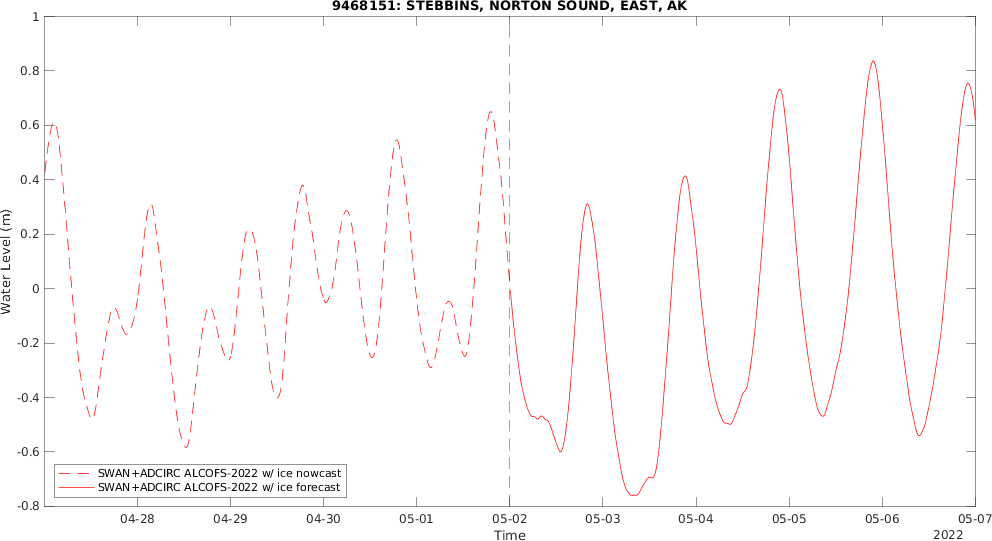 9468151: STEBBINS, NORTON SOUND, EAST, AK
1
0.8
0.6
0.4
0.2
0
-0.2
-0.4
-0.6
-0.8
Water Level (m)
SWAN+ADCIRC ALCOFS-2022 w/ ice nowcast
SWAN+ADCIRC ALCOFS-2022 w/ ice forecast
04-28 04-29 04-30 05-01 05-02 05-03 05-04 05-05 05-06 05-07
Time
2022